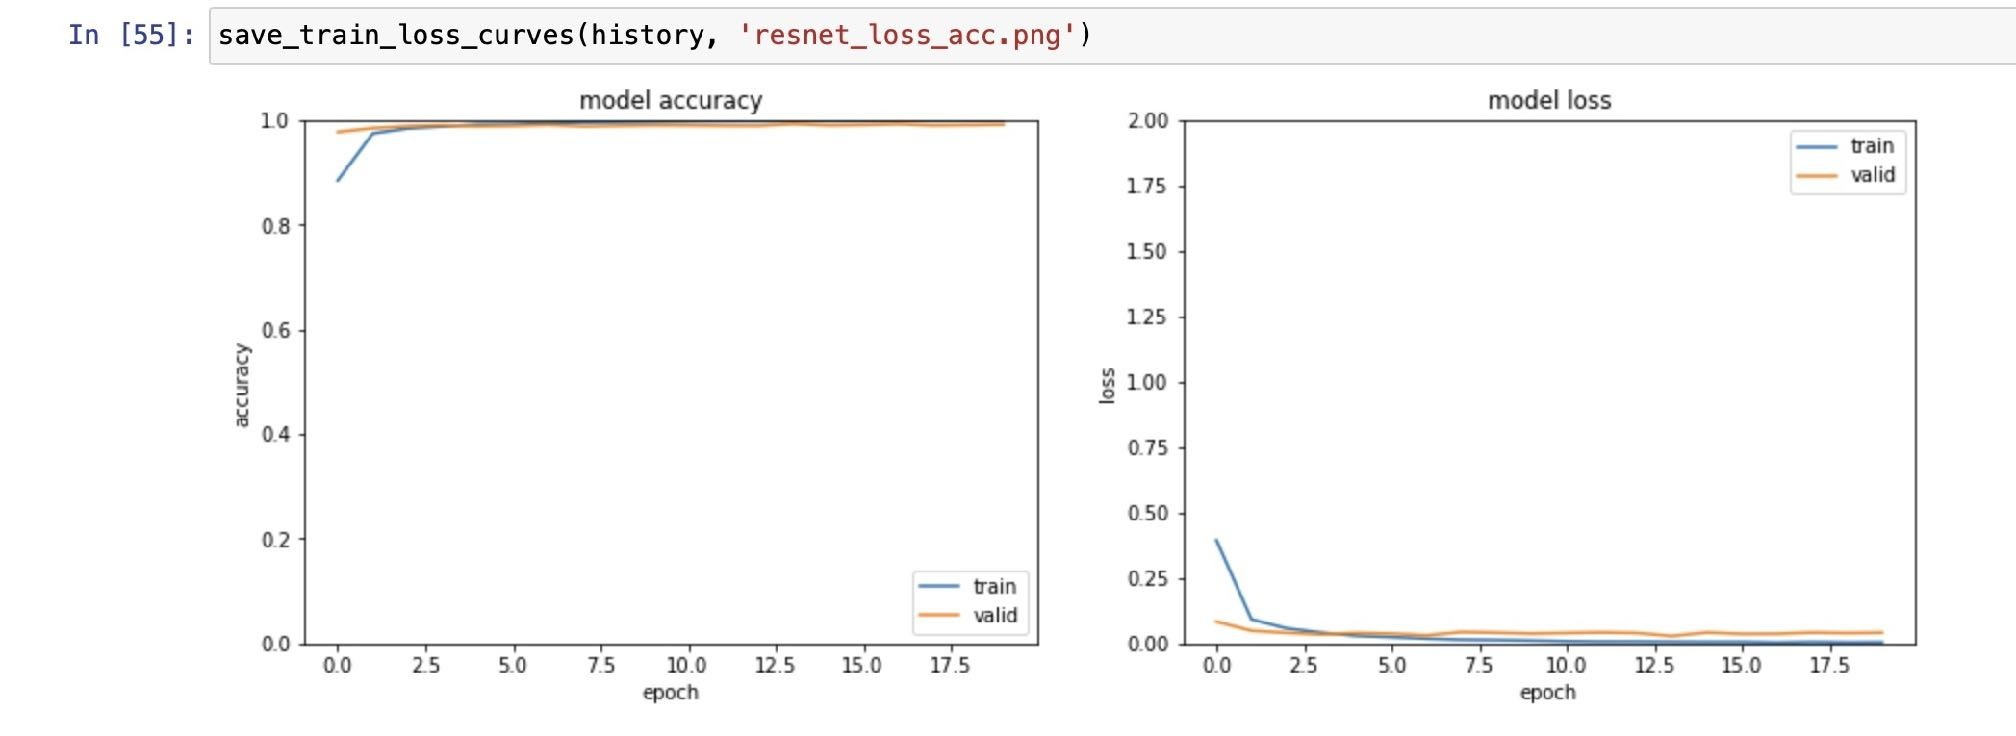 In [55]: save_train_loss_curves(history, 'resnet_loss_acc.png')
model accuracy
1.0
0.8
0.6
0.4
0.2
0.0
accuracy
train
valid
0.0 2.5 5.0 7.5 10.0 12.5 15.0 17.5
epoch
model loss
2.00
1.75
1.50
1.25
1.00
0.75
0.50
0.25
0.00
loss
train
valid
0.0 2.5 5.0 7.5 10.0 12.5 15.0 17.5
epoch